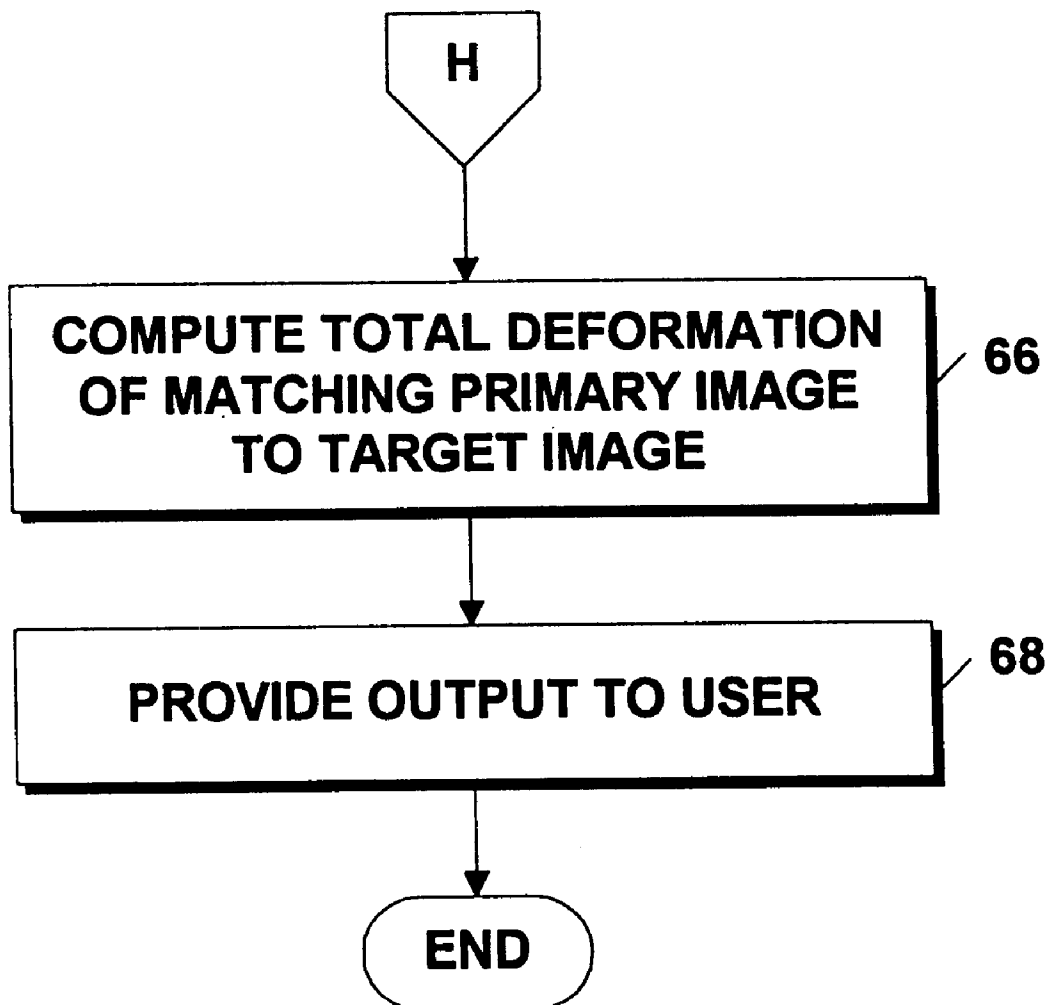 H
COMPUTE TOTAL DEFORMATION
OF MATCHING PRIMARY IMAGE
TO TARGET IMAGE
66
PROVIDE OUTPUT TO USER
68
END